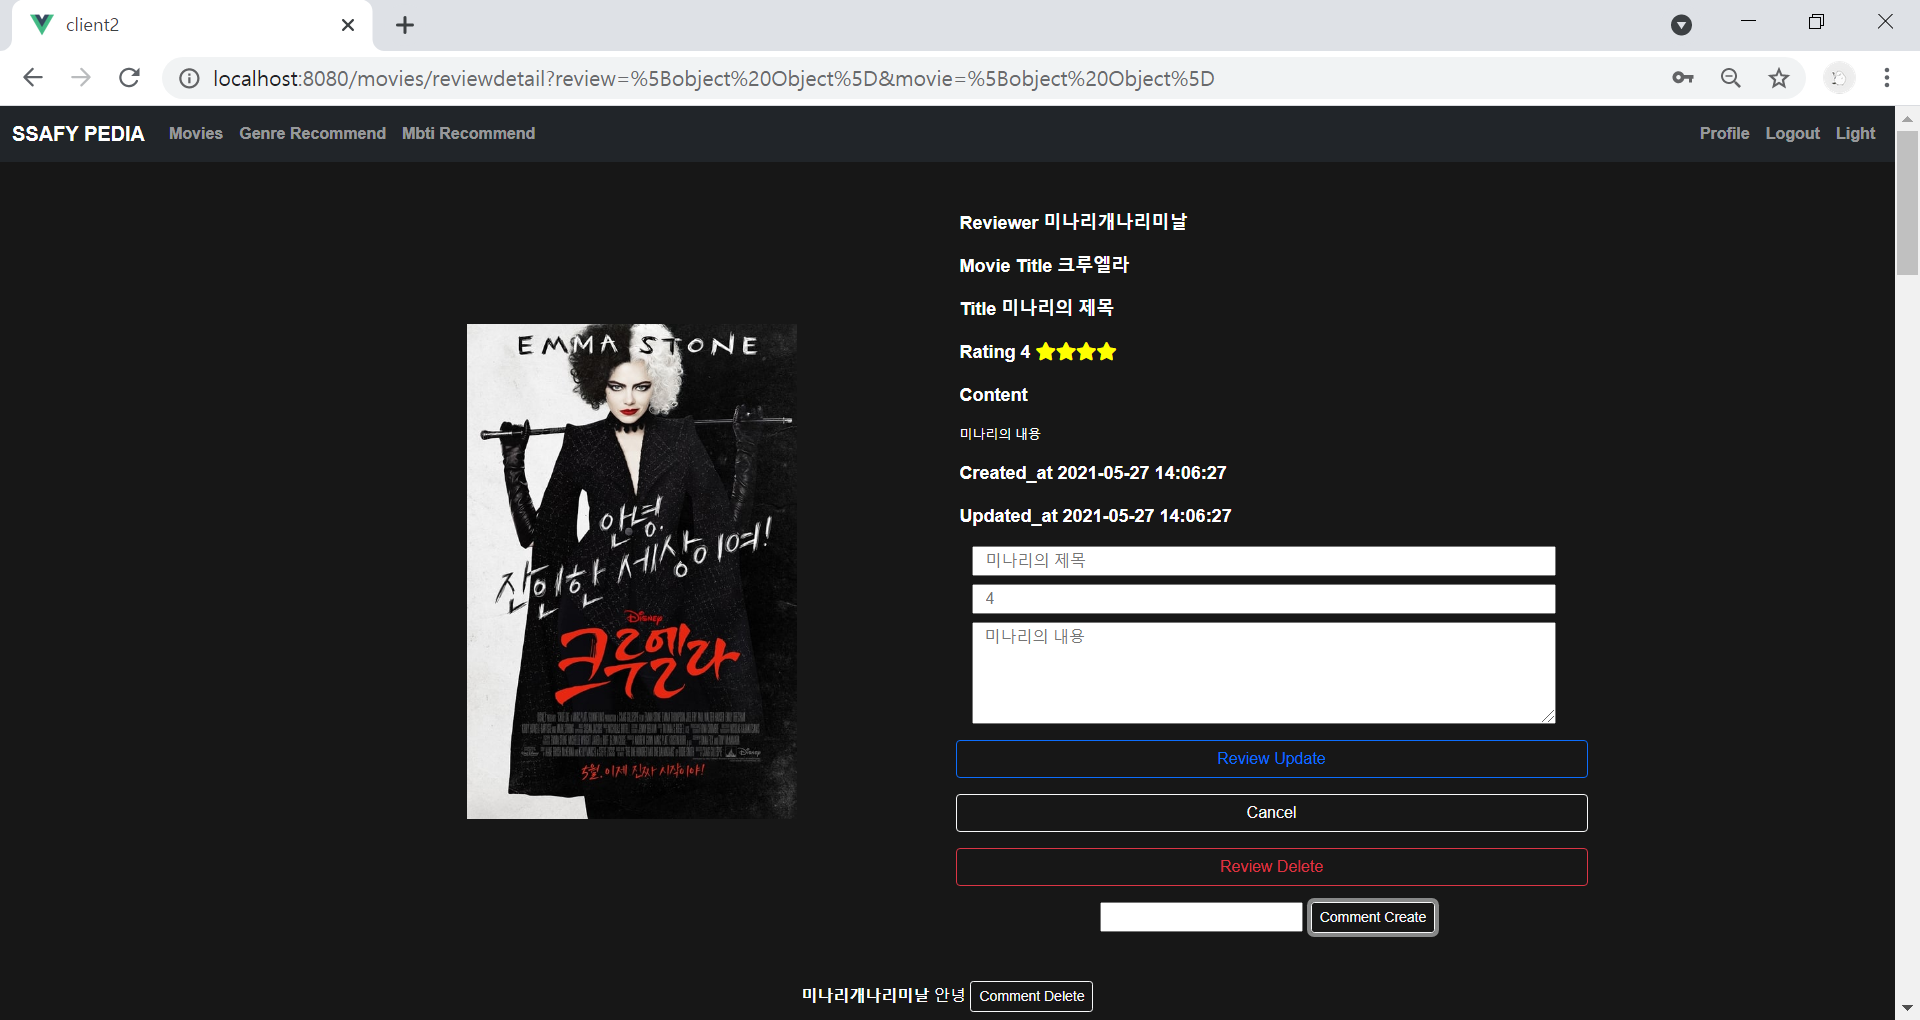 client2
localhost:8080/movies/reviewdetail?review=%5Bobject%20Object%5D&movie=%5Bobject%20Object%5D
SSAFY PEDIA Movies Genre Recommend Mbti Recommend Profile Logout Light
Reviewer 미나리개나리미날
Movie Title 크루엘라
Title 미나리의 제목
Rating 4
Content
미나리의 내용
Created_at 2021-05-27 14:06:27
Updated_at 2021-05-27 14:06:27
EMMA STONE
안녕,
잔인한 세상이여!
Disney
크루엘라
5월, 이제 진짜 시작이야!
미나리의 제목
4
미나리의 내용
Review Update
Cancel
Review Delete
Comment Create
미나리개나리미날 안녕 Comment Delete